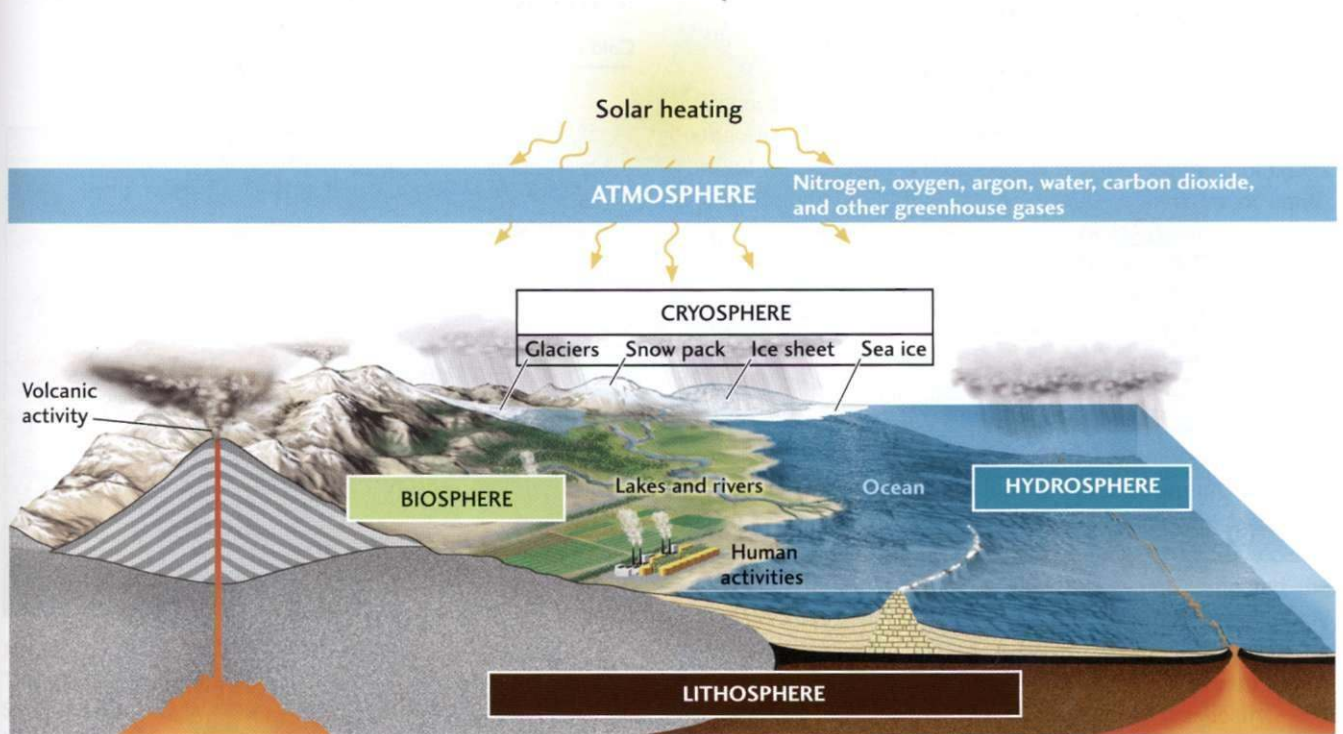 Solar heating
ATMOSPHERE
Nitrogen, oxygen, argon, water, carbon dioxide,
and other greenhouse gases
CRYOSPHERE
Glaciers Snow pack Ice sheet Sea ice
Volcanic
activity
BIOSPHERE
Lakes and rivers
Ocean
HYDROSPHERE
Human
activities
LITHOSPHERE